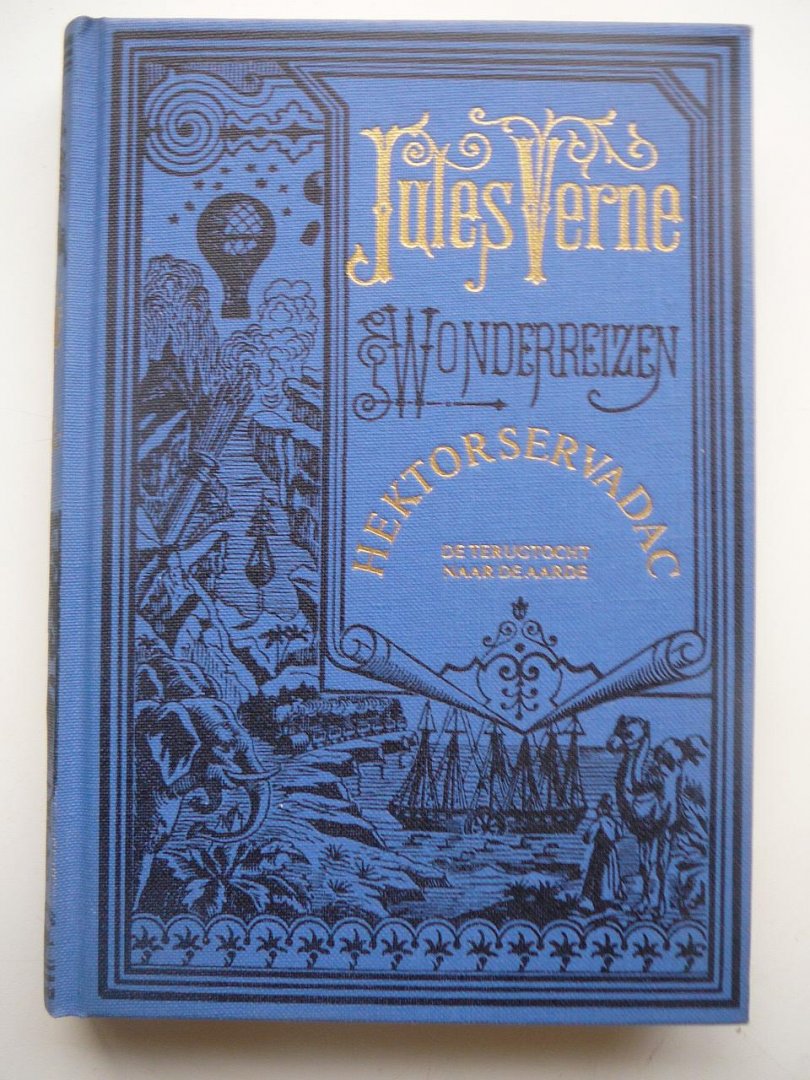 Jules Verne
WONDERREIZEN
HEKTOR SERVADAC
DE TERUGTOCHT
NAAR DE AARDE